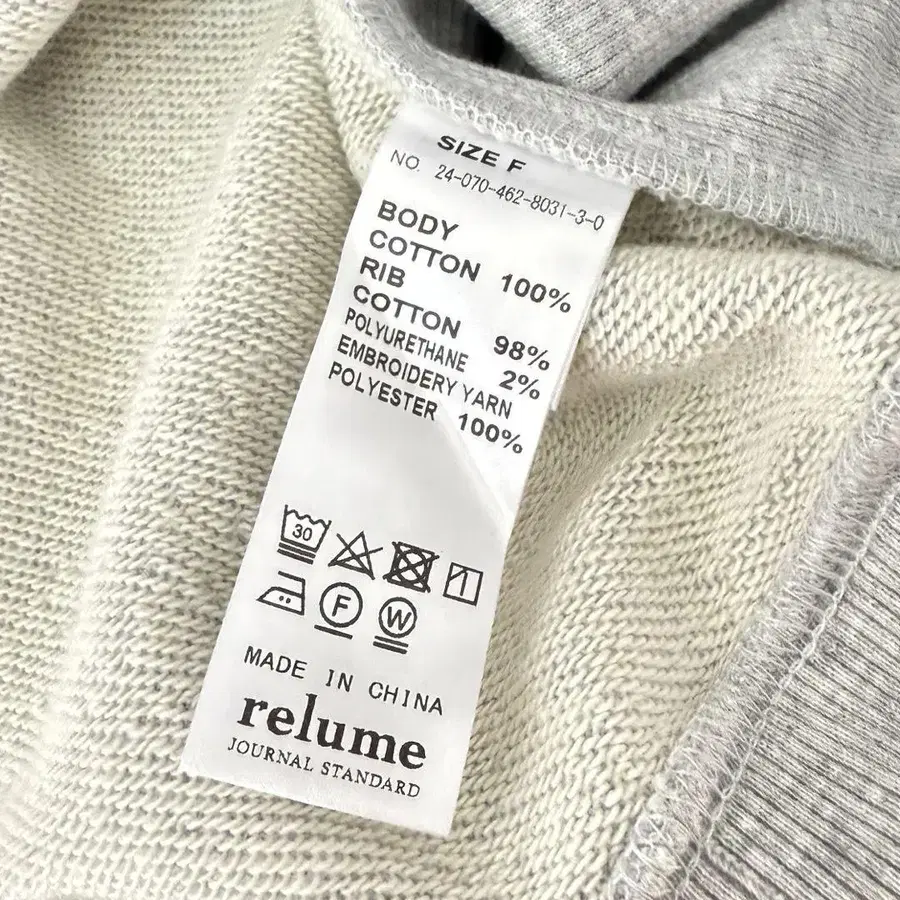 SIZE F
NO. 24-070-462-8031-3-0
BODY
COTTON 100%
RIB
COTTON 98%
POLYURETHANE 2%
EMBROIDERY YARN
POLYESTER 100%
30
F
W
MADE IN CHINA
relume
JOURNAL STANDARD